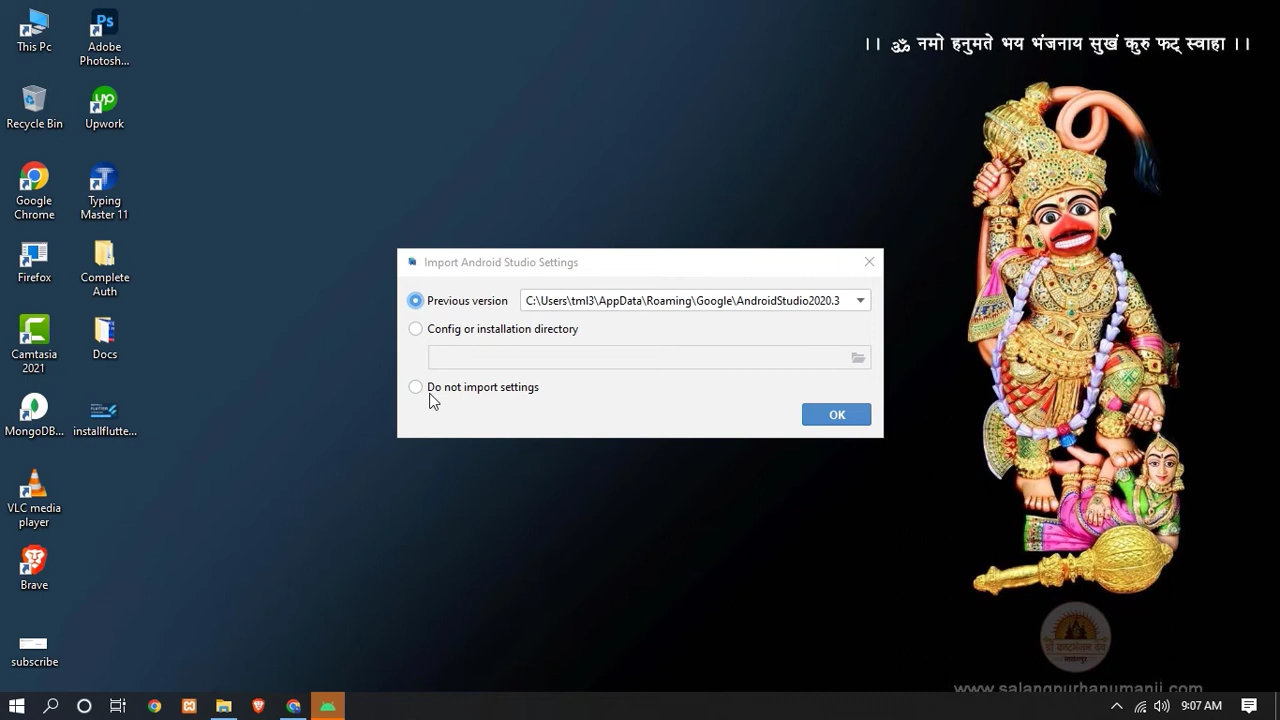 This Pc
Adobe
Photosh...
।। ॐ नमो हनुमते भय भंजनाय सुखं कुरु फट् स्वाहा ।।
Recycle Bin
Upwork
Google
Chrome
Typing
Master 11
Firefox
Complete
Auth
Camtasia
2021
Docs
MongoDB...
installflutte...
VLC media
player
Brave
subscribe
Import Android Studio Settings
Previous version
C:\Users\tml3\AppData\Roaming\Google\AndroidStudio2020.3
Config or installation directory
Do not import settings
OK
www.salangpurhanumanji.com
9:07 AM